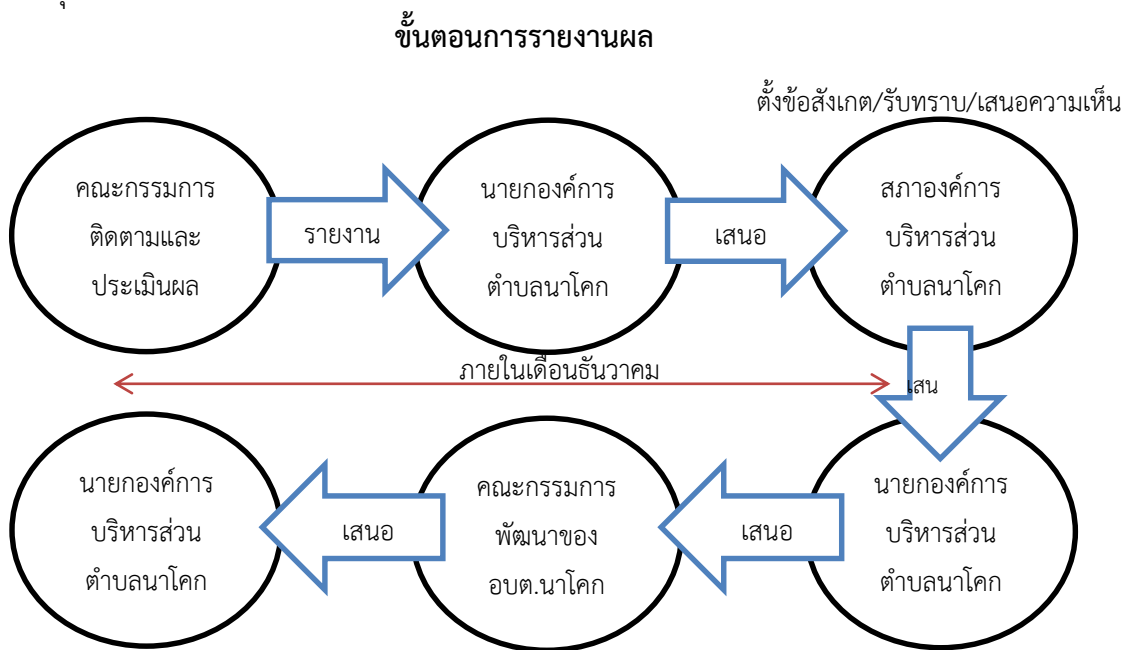 ขั้นตอนการรายงานผล
ตั้งข้อสังเกต/รับทราบ/เสนอความเห็น
คณะกรรมการ
ติดตามและ
ประเมินผล
รายงาน
นายกองค์การ
บริหารส่วน
ตำบลนาโคก
เสนอ
สภาองค์การ
บริหารส่วน
ตำบลนาโคก
ภายในเดือนธันวาคม
เสน
นายกองค์การ
บริหารส่วน
ตำบลนาโคก
เสนอ
คณะกรรมการ
พัฒนาของ
อบต.นาโคก
เสนอ
นายกองค์การ
บริหารส่วน
ตำบลนาโคก